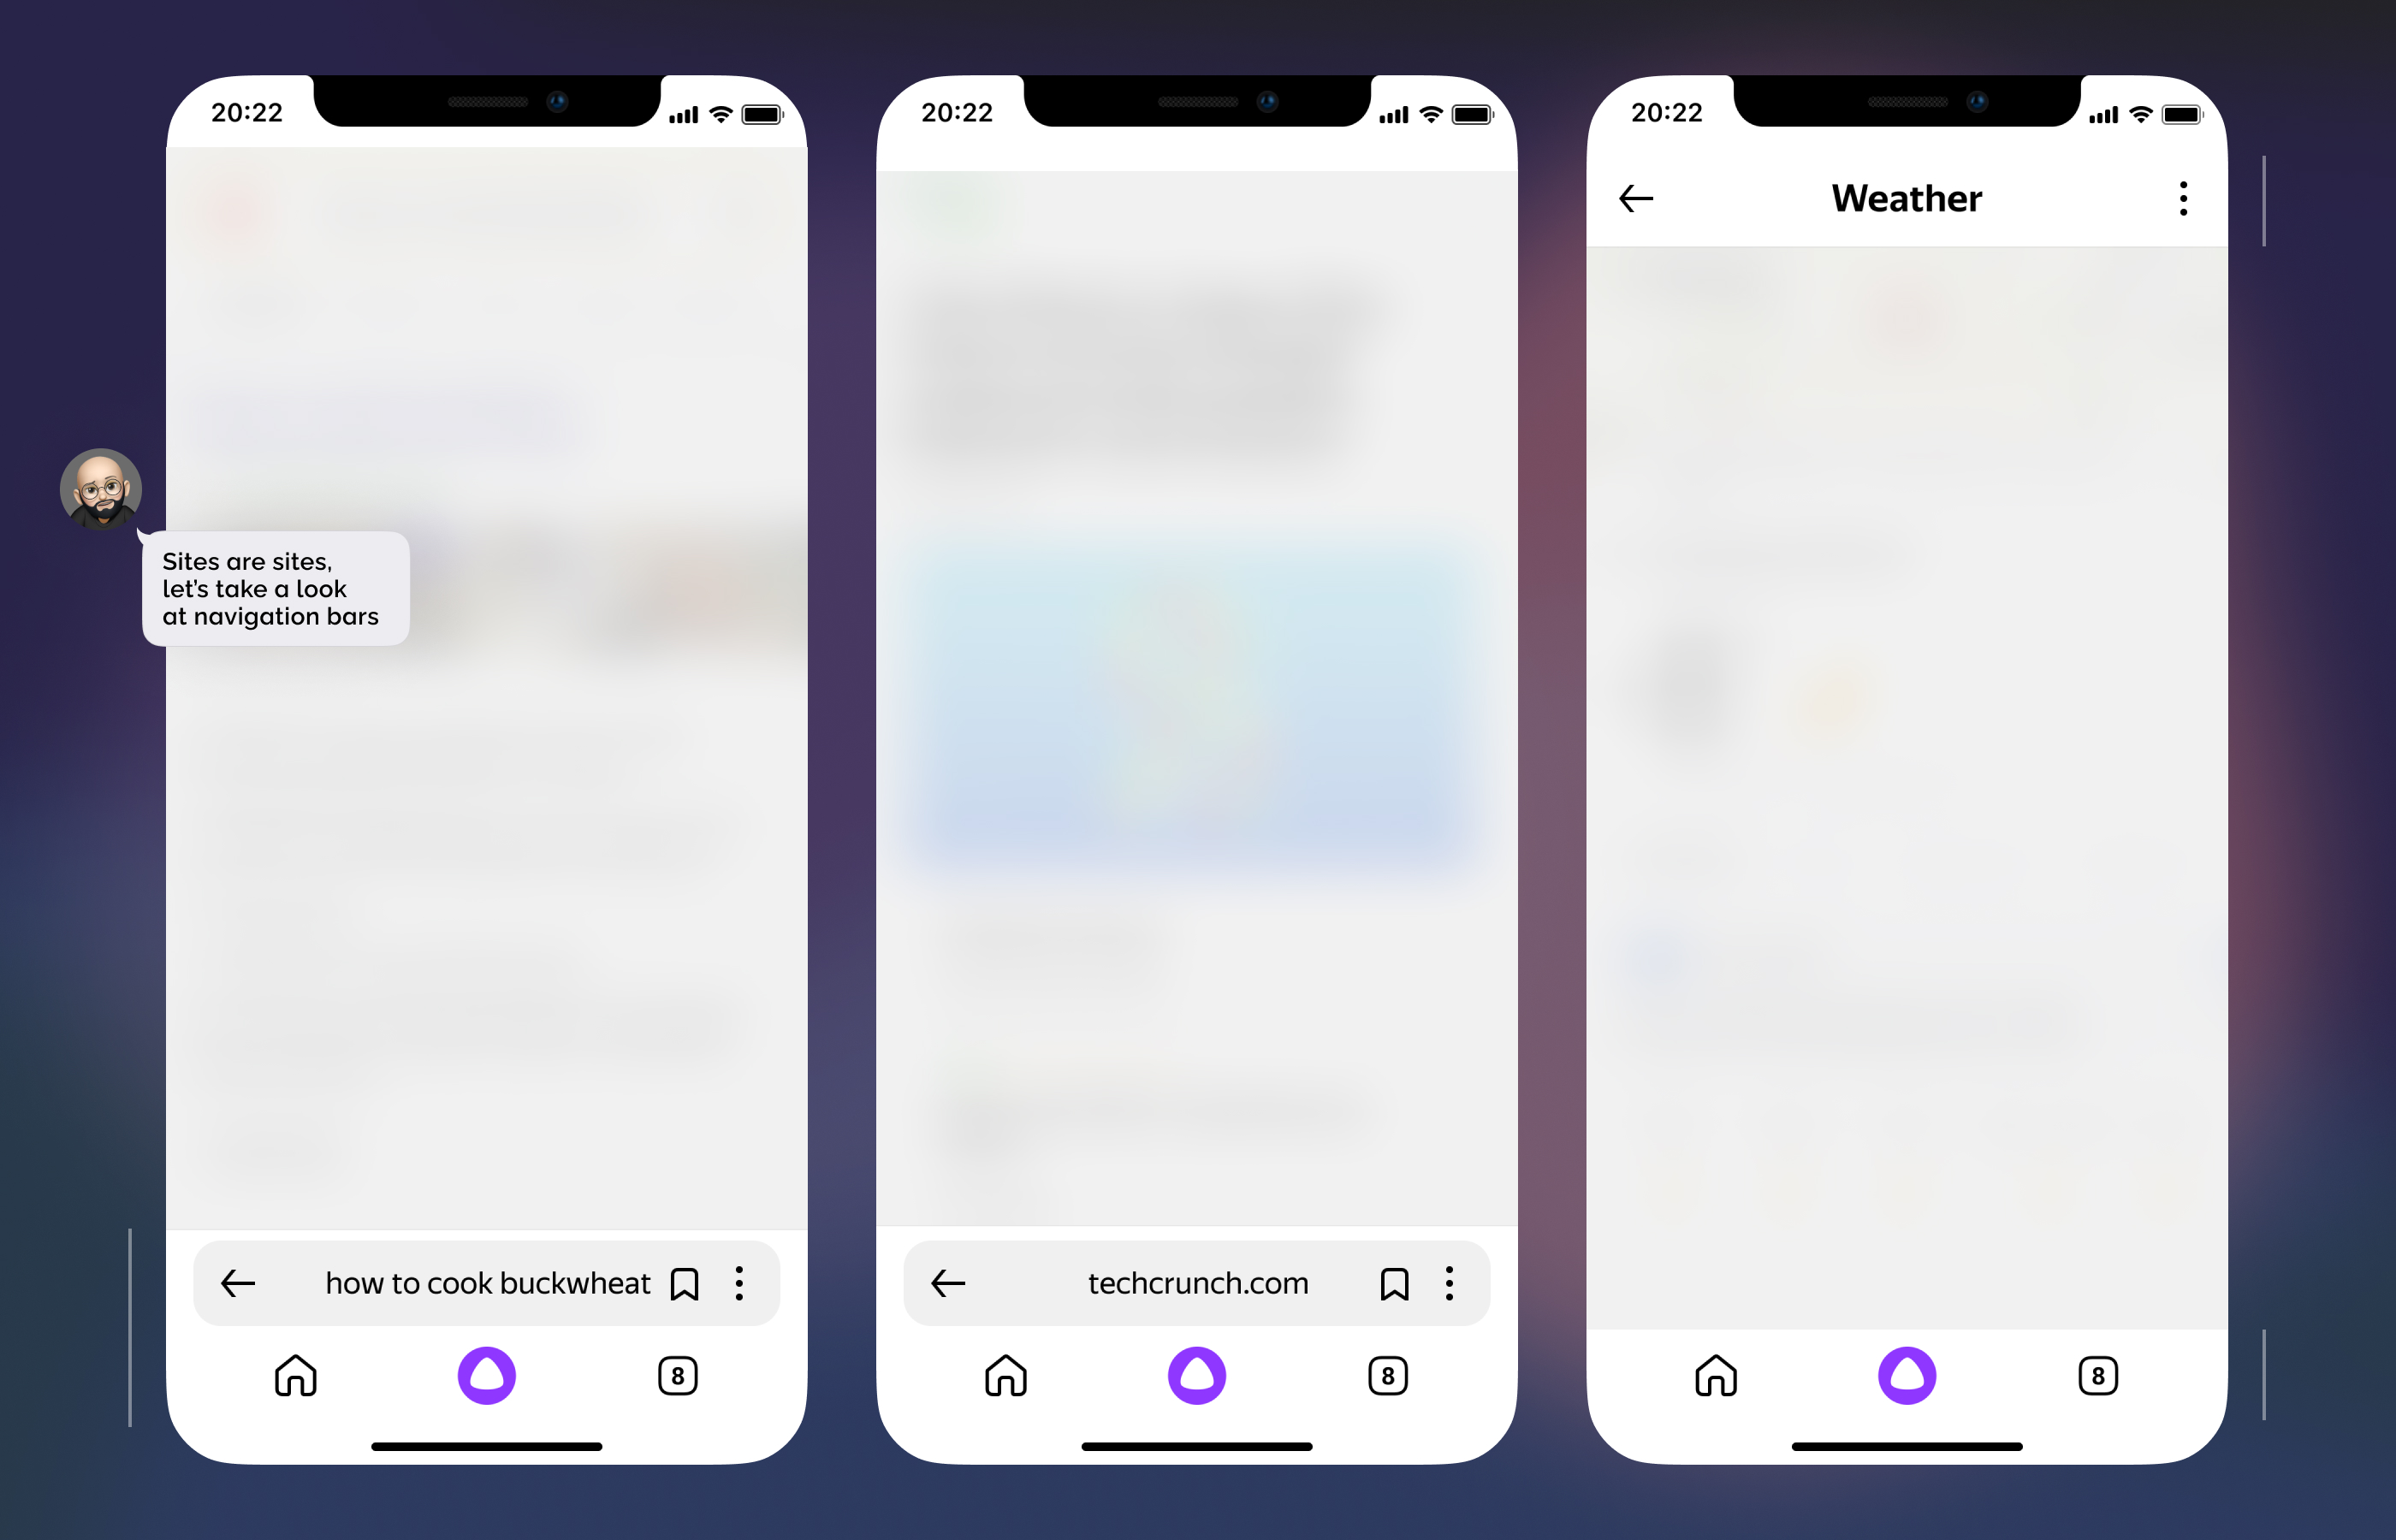 20:22
20:22
20:22
Weather
Sites are sites,
let's take a look
at navigation bars
how to cook buckwheat
techcrunch.com
8
8
8